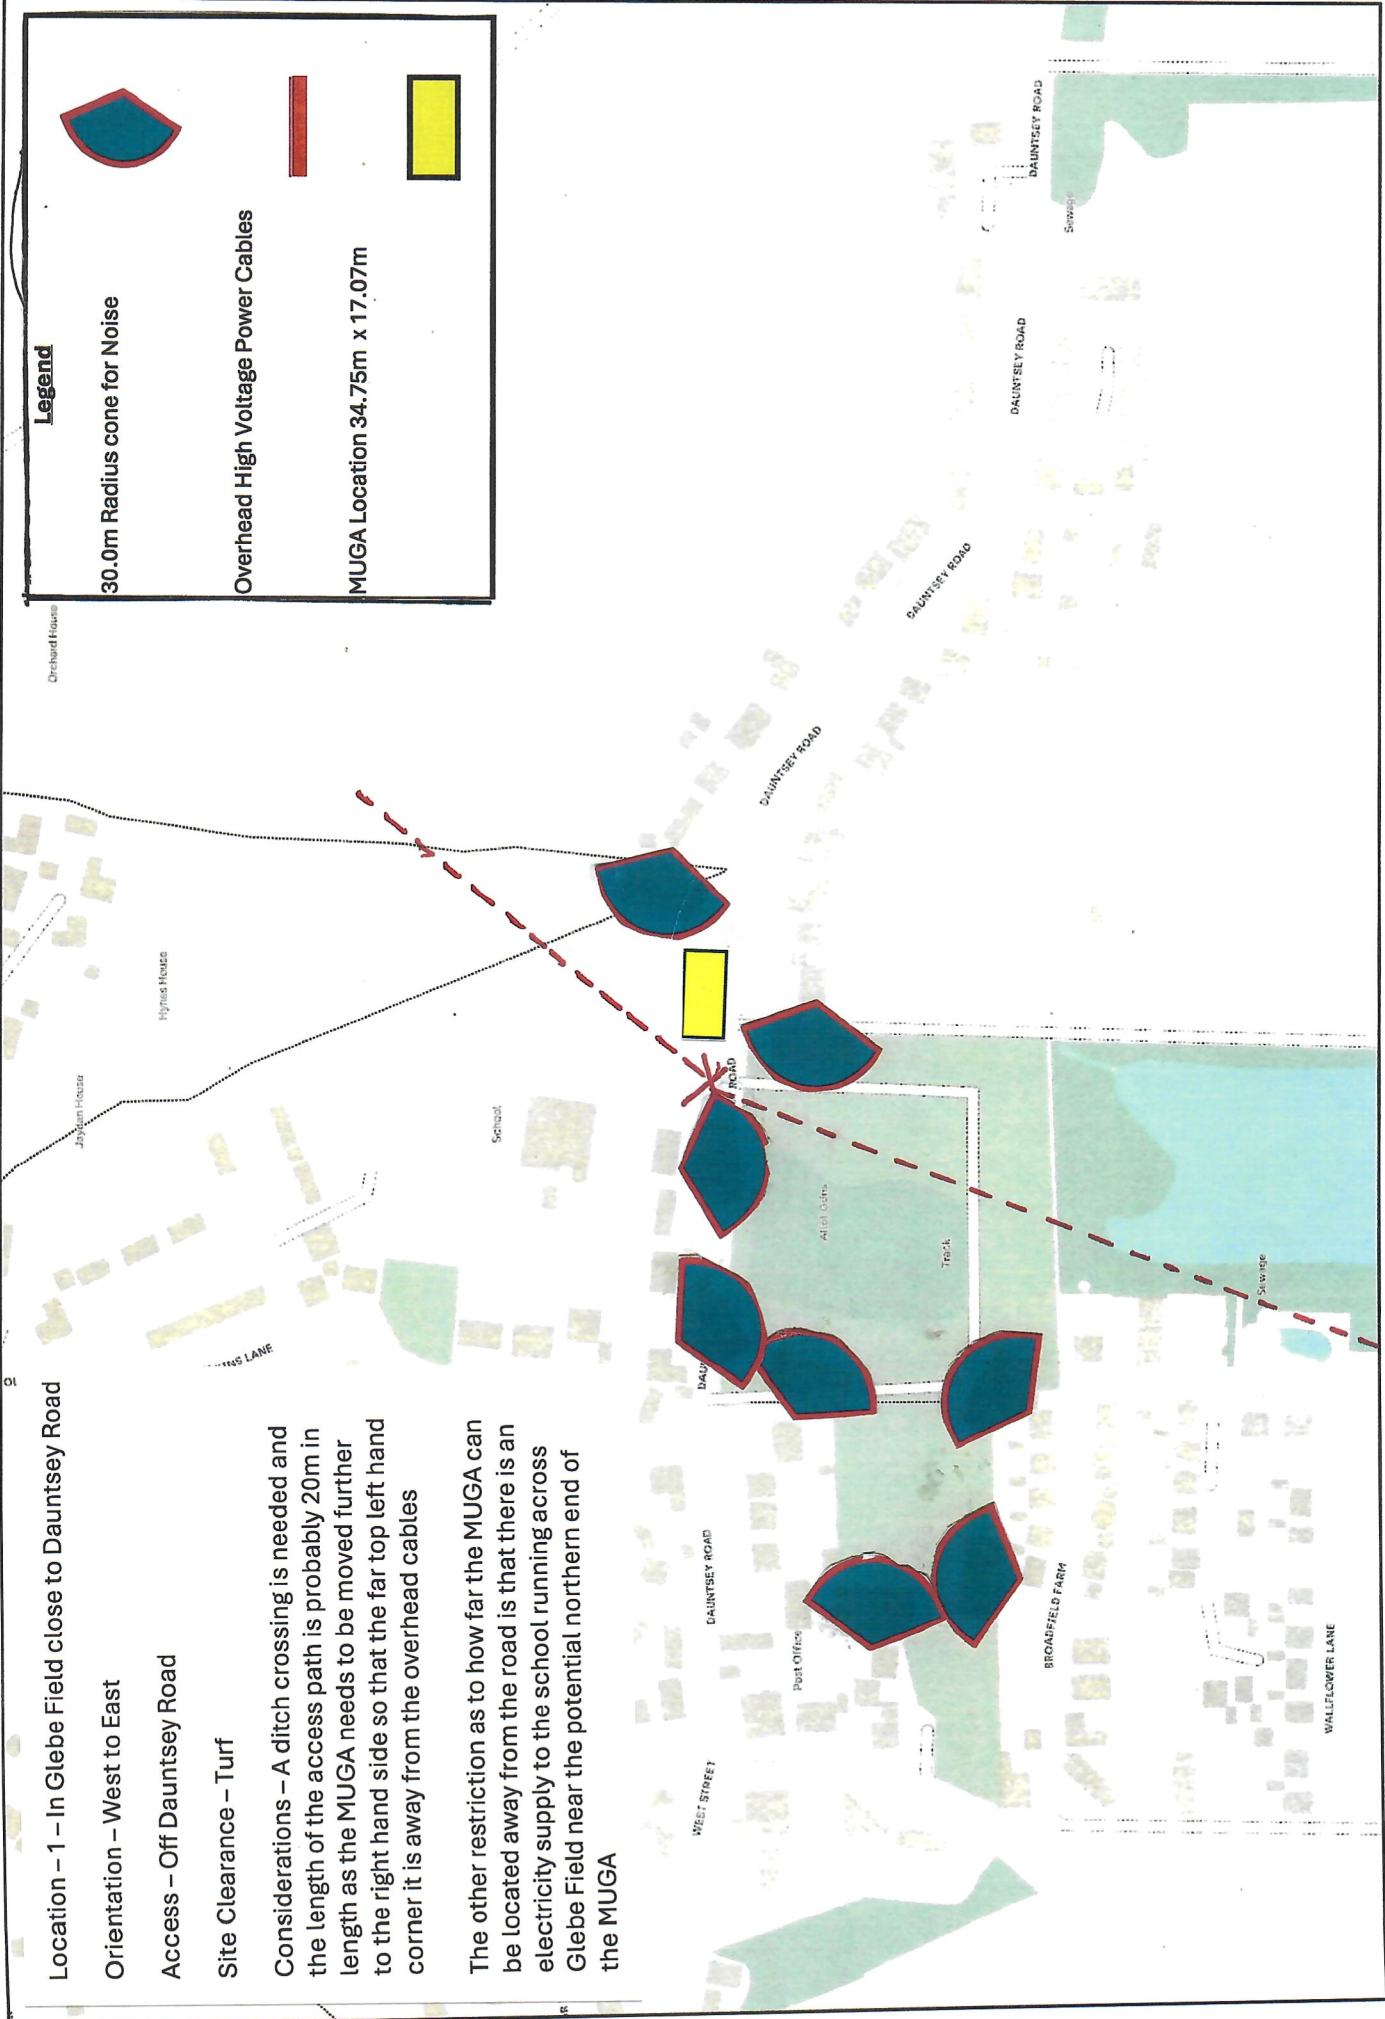 Location – 1 – In Glebe Field close to Dauntsey Road
Orientation – West to East
Access – Off Dauntsey Road
Site Clearance – Turf
Considerations – A ditch crossing is needed and
the length of the access path is probably 20m in
length as the MUGA needs to be moved further
to the right hand side so that the far top left hand
corner it is away from the overhead cables
The other restriction as to how far the MUGA can
be located away from the road is that there is an
electricity supply to the school running across
Glebe Field near the potential northern end of
the MUGA
Legend
30.0m Radius cone for Noise
Overhead High Voltage Power Cables
MUGA Location 34.75m x 17.07m
Orchard House
Hynes House
Jaydan House
LANE
School
ROAD
DAUNTSEY ROAD
DAUNTSEY ROAD
DAUNTSEY ROAD
DAUNTSEY ROAD
Sewage
WEST STREET
DAUNTSEY ROAD
DAU
Post Office
Allot Gdns
Track
Sewage
BROADFIELD FARM
WALLFLOWER LANE